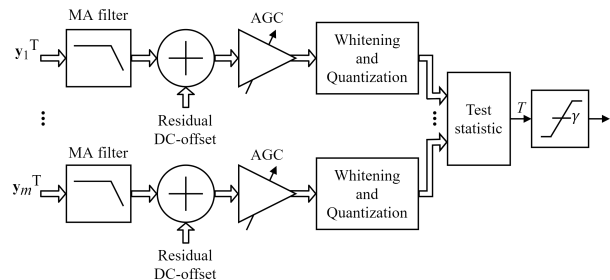 MA filter
AGC
y₁ᵀ
Whitening
and
Quantization
Residual
DC-offset
Test
statistic
T
γ
MA filter
AGC
yₘᵀ
Whitening
and
Quantization
Residual
DC-offset